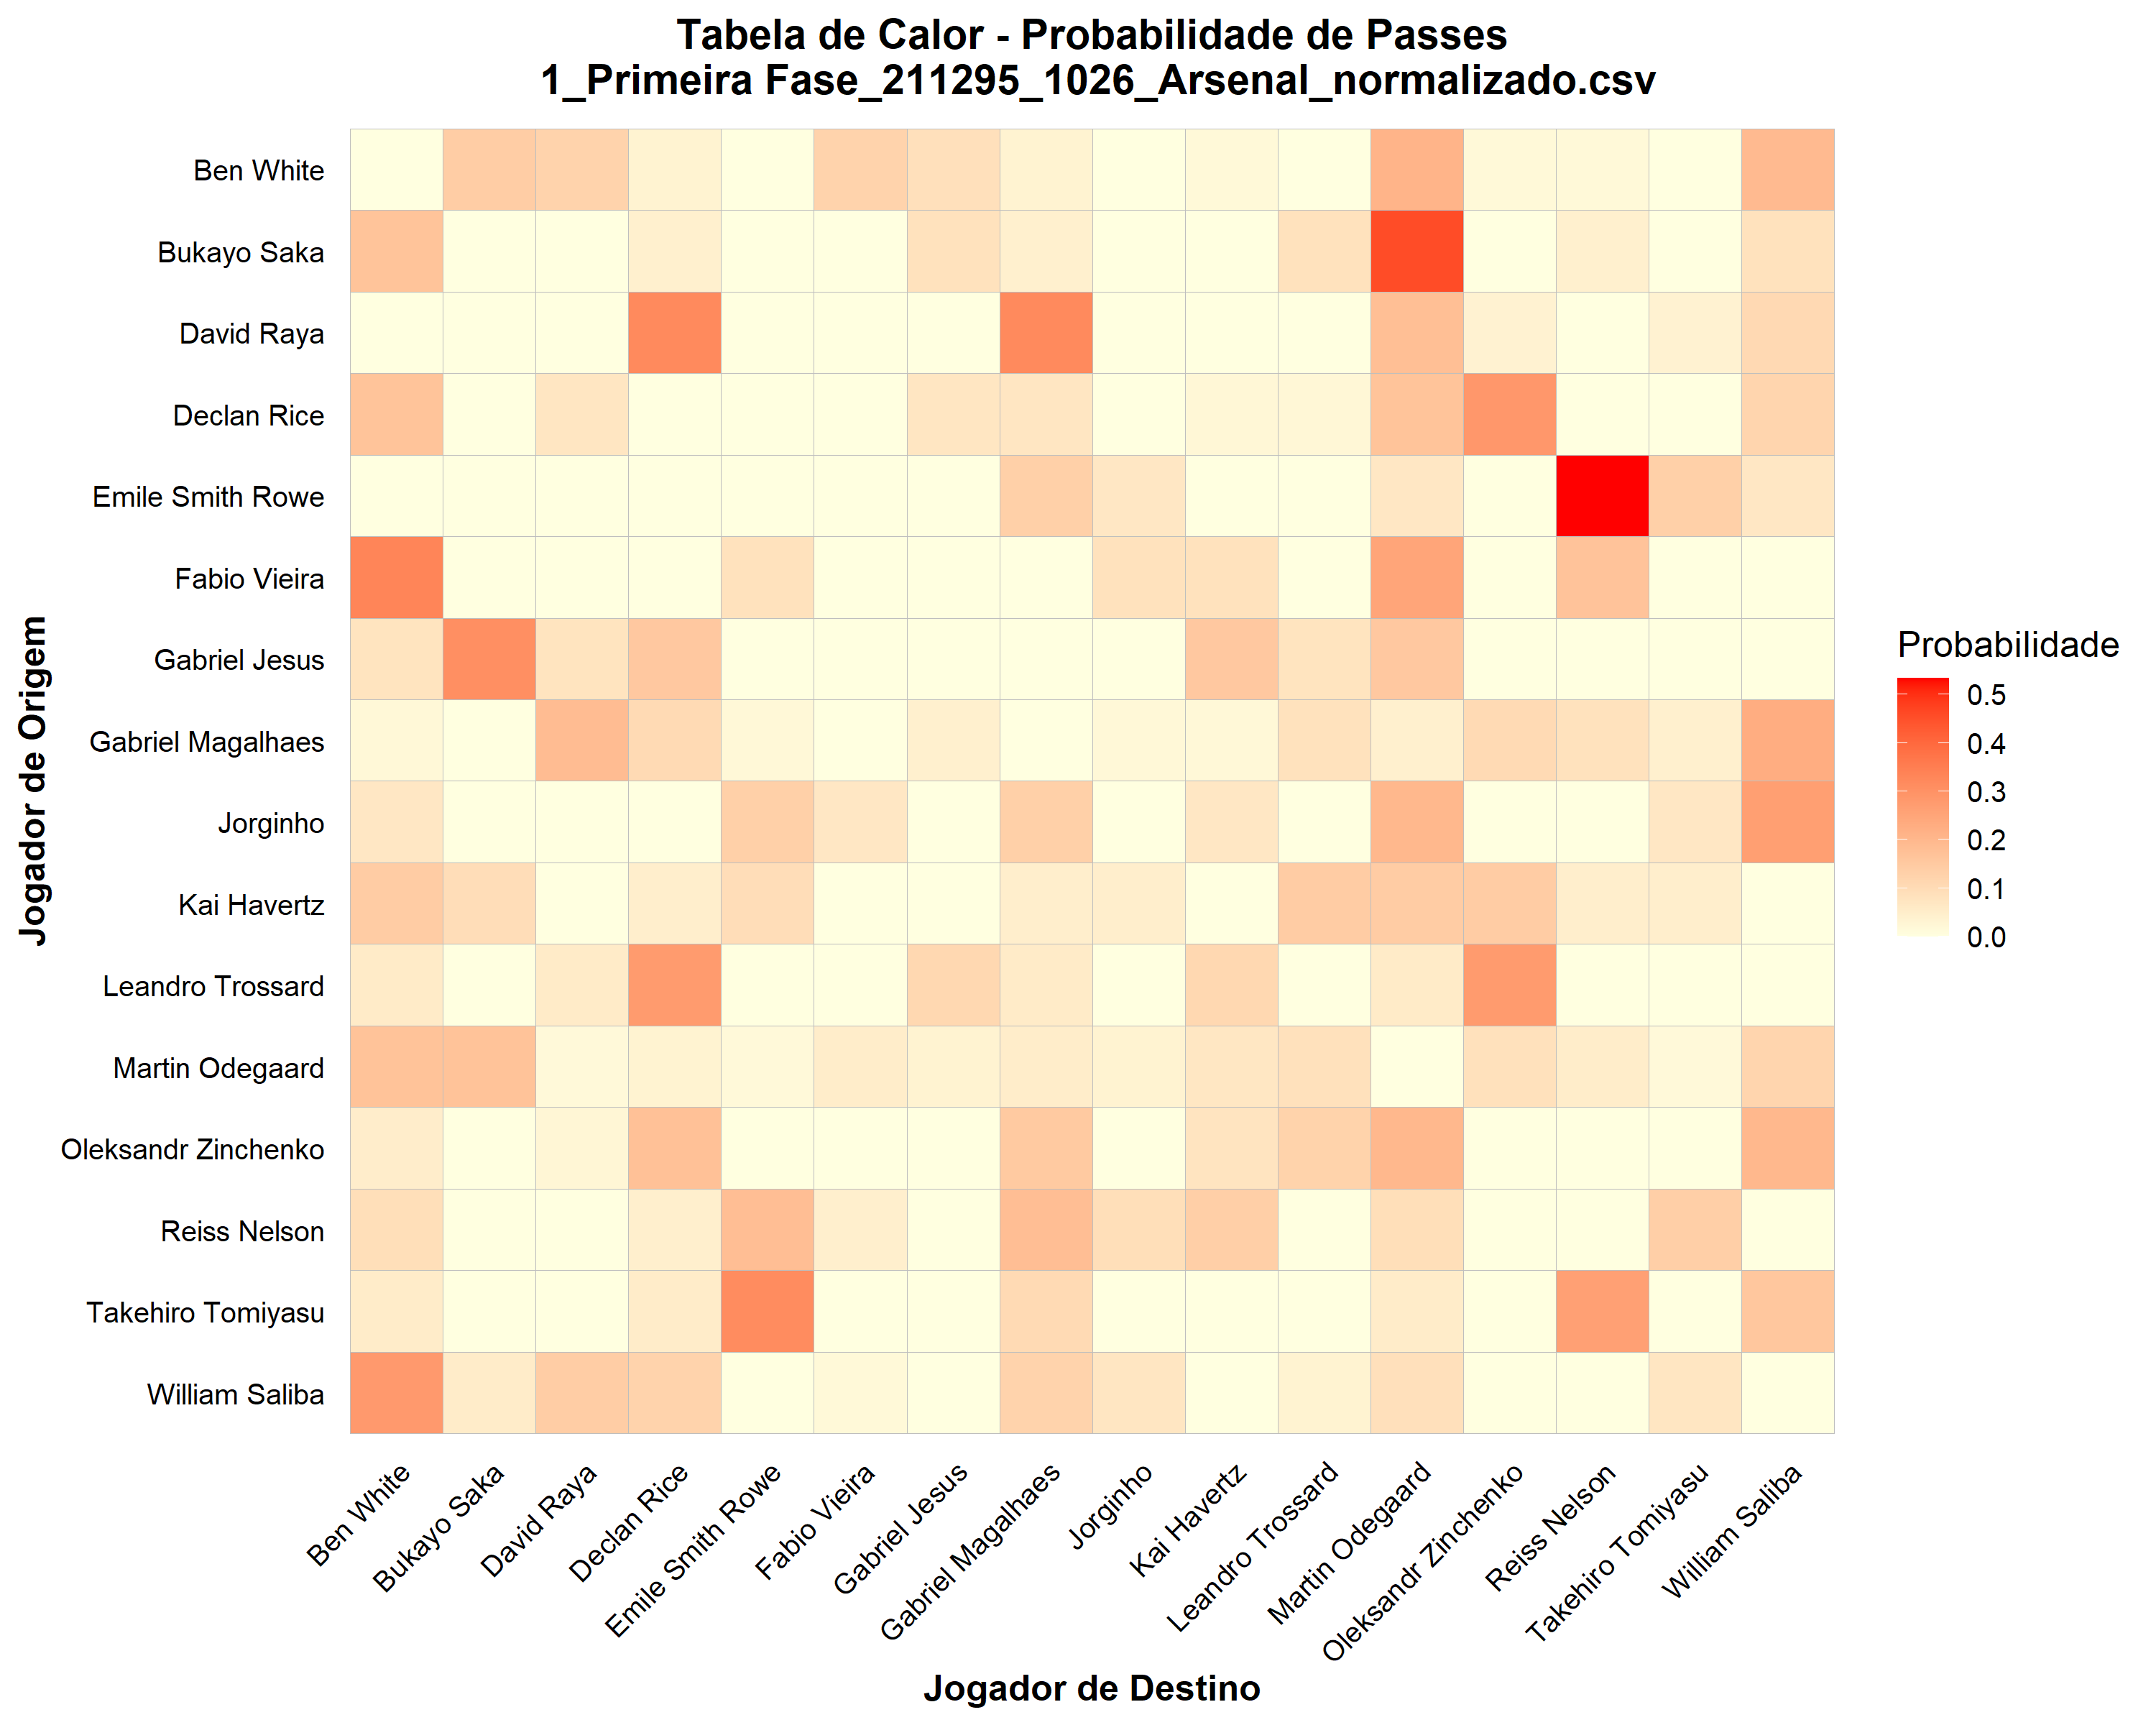 Tabela de Calor - Probabilidade de Passes
1_Primeira Fase_211295_1026_Arsenal_normalizado.csv
Jogador de Origem
Ben White
Bukayo Saka
David Raya
Declan Rice
Emile Smith Rowe
Fabio Vieira
Gabriel Jesus
Gabriel Magalhaes
Jorginho
Kai Havertz
Leandro Trossard
Martin Odegaard
Oleksandr Zinchenko
Reiss Nelson
Takehiro Tomiyasu
William Saliba
Ben White
Bukayo Saka
David Raya
Declan Rice
Emile Smith Rowe
Fabio Vieira
Gabriel Jesus
Gabriel Magalhaes
Jorginho
Kai Havertz
Leandro Trossard
Martin Odegaard
Oleksandr Zinchenko
Reiss Nelson
Takehiro Tomiyasu
William Saliba
Jogador de Destino
Probabilidade
0.5
0.4
0.3
0.2
0.1
0.0